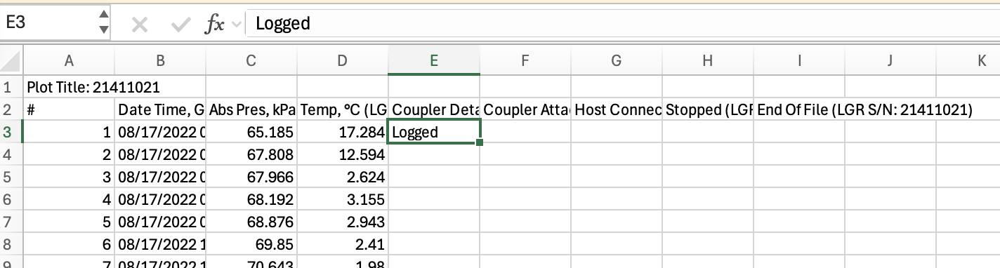 E3 fx Logged
A B C D E F G H I J K
1 Plot Title: 21411021
2 # Date Time, G Abs Pres, kPa Temp, °C (LG Coupler Deta Coupler Atta Host Connec Stopped (LGR End Of File (LGR S/N: 21411021)
3 1 08/17/2022 0 65.185 17.284 Logged
4 2 08/17/2022 0 67.808 12.594
5 3 08/17/2022 0 67.966 2.624
6 4 08/17/2022 0 68.192 3.155
7 5 08/17/2022 0 68.876 2.943
8 6 08/17/2022 1 69.85 2.41
9 7 08/17/2022 1 70.643 1.98